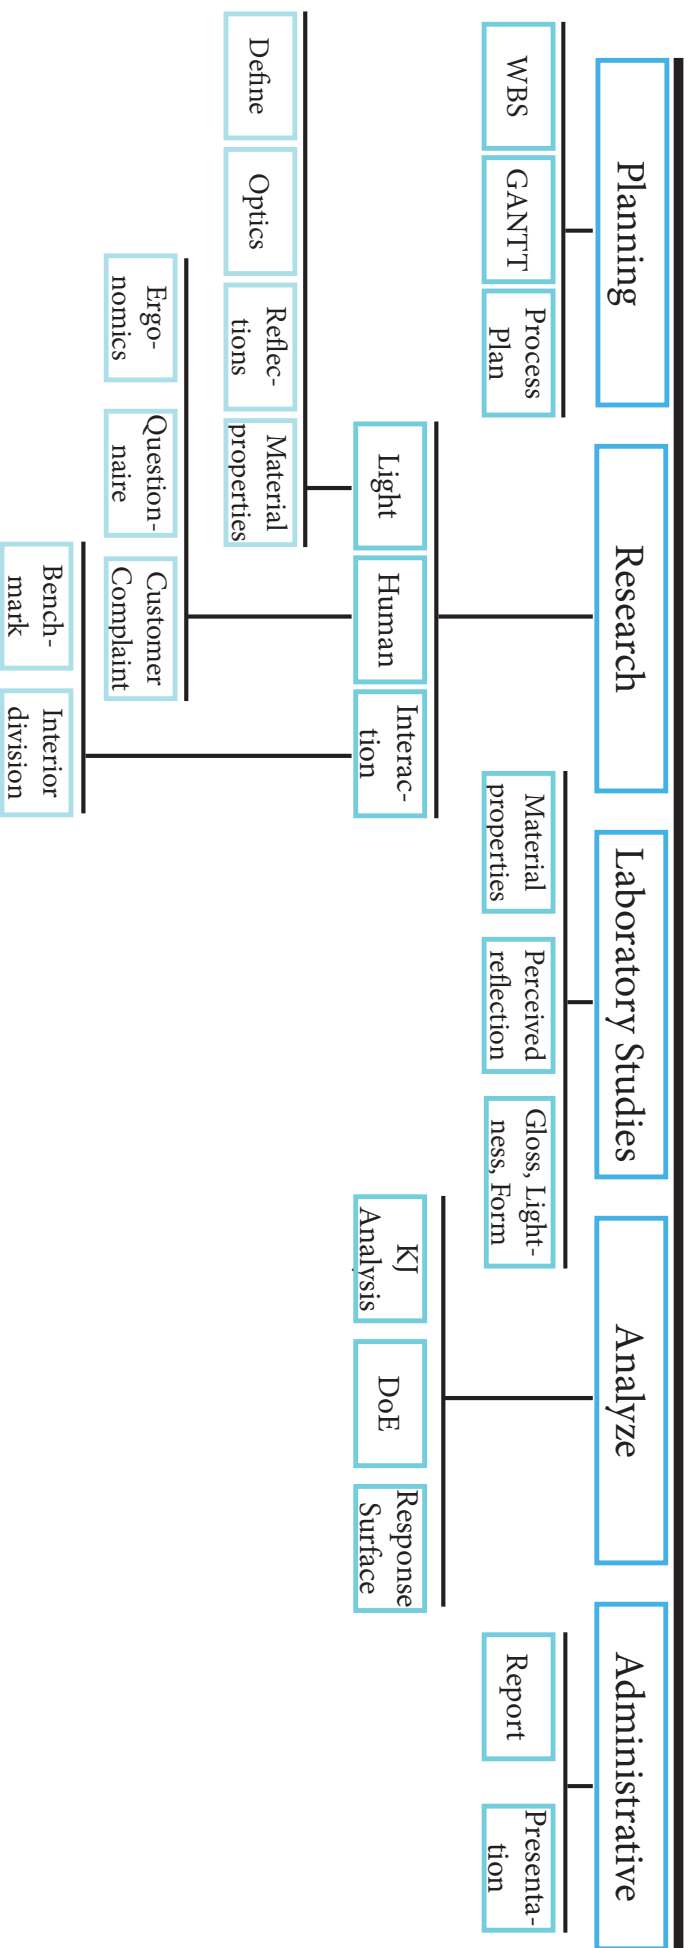 Planning
Research
Laboratory Studies
Analyze
Administrative
WBS
GANTT
Process
Plan
Material
properties
Perceived
reflection
Gloss, Light-
ness, Form
Report
Presenta-
tion
Light
Human
Interac-
tion
KJ
Analysis
DoE
Response
Surface
Define
Optics
Reflec-
tions
Material
properties
Ergo-
nomics
Question-
naire
Customer
Complaint
Bench-
mark
Interior
division